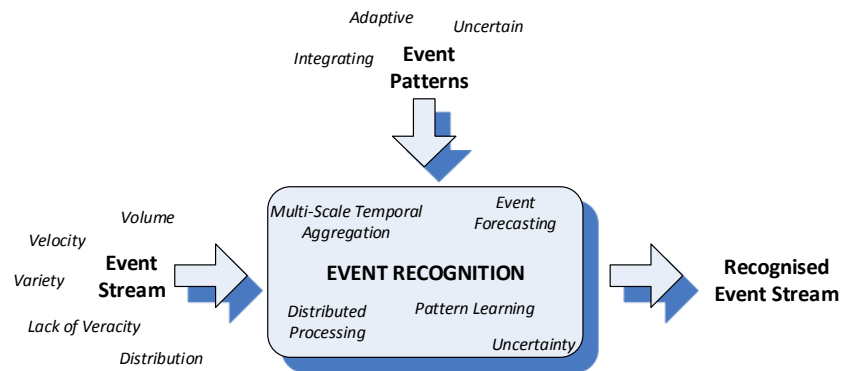 Adaptive
Uncertain
Integrating
Event
Patterns
Volume
Velocity
Event
Stream
Variety
Lack of Veracity
Distribution
Multi-Scale Temporal
Aggregation
Event
Forecasting
EVENT RECOGNITION
Distributed
Processing
Pattern Learning
Uncertainty
Recognised
Event Stream